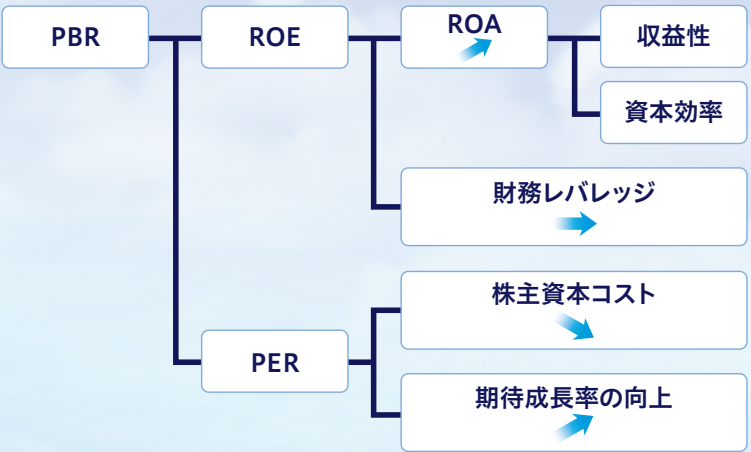 PBR
ROE
ROA
収益性
資本効率
財務レバレッジ
PER
株主資本コスト
期待成長率の向上